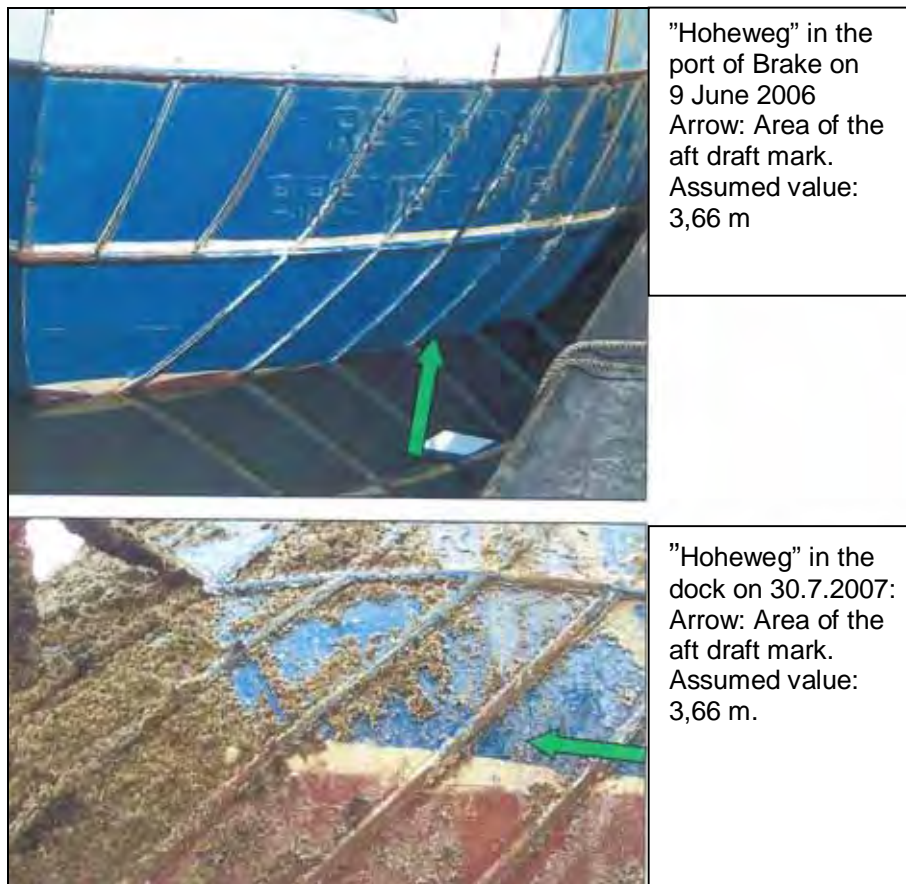 ”Hoheweg” in the
port of Brake on
9 June 2006
Arrow: Area of the
aft draft mark.
Assumed value:
3,66 m
”Hoheweg” in the
dock on 30.7.2007:
Arrow: Area of the
aft draft mark.
Assumed value:
3,66 m.